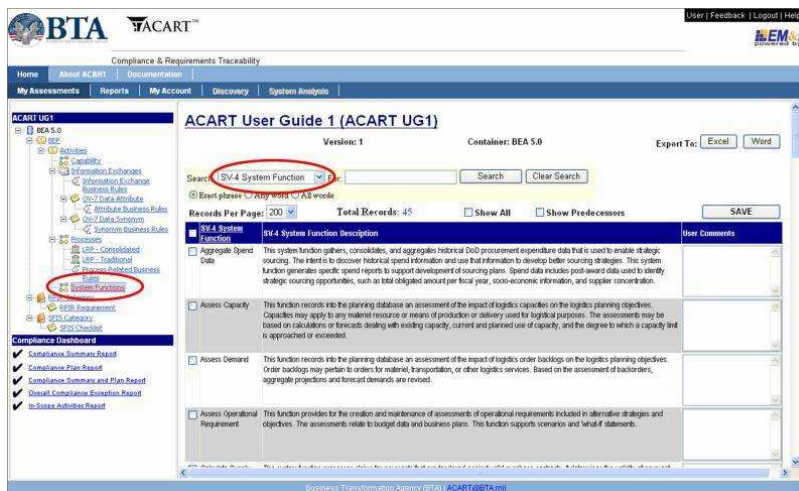 User | Feedback | Logout | Help
BTA
ACART™
EM&
powered by
Compliance & Requirements Traceability
Home About ACART Documentation
My Assessments Reports My Account Discovery System Analysis
ACART UG1
BEA 5.0
BEP
Activities
Capability
Information Exchanges
Information Exchange
Business Rules
OV-7 Data Attribute
Attribute Business Rules
OV-7 Data Synonym
Synonym Business Rules
Processes
LRP - Consolidated
LRP - Traditional
Process-Related Business
Rules
System Functions
SFIS Category
SFIS Checklist
Compliance Dashboard
Compliance Summary Report
Compliance Plan Report
Compliance Summary and Plan Report
Overall Compliance Exception Report
In-Scope Activities Report
ACART User Guide 1 (ACART UG1)
Version: 1 Container: BEA 5.0 Export To: Excel Word
Search SV-4 System Function For: Search Clear Search
Exact phrase Any word All words
Records Per Page: 200 Total Records: 45 Show All Show Predecessors SAVE
SV-4 System
Function
SV-4 System Function Description User Comments
Aggregate Spend
Data
This system function gathers, consolidates, and aggregates historical DoD procurement expenditure data that is used to enable strategic
sourcing. The intent is to discover historical spend information and use that information to develop better sourcing strategies. This system
function generates specific spend reports to support development of sourcing plans. Spend data includes post-award data used to identify
strategic sourcing opportunities, such as total obligated amount per fiscal year, socio-economic information, and supplier concentration.
Assess Capacity
This function records into the planning database an assessment of the impact of logistics capacities on the logistics planning objectives.
Capacities may apply to any materiel resource or means of production or delivery used for logistical purposes. The assessments may be
based on calculations or forecasts dealing with existing capacity, current and planned use of capacity, and the degree to which a capacity limit
is approached or exceeded.
Assess Demand
This function records into the planning database an assessment of the impact of logistics order backlogs on the logistics planning objectives.
Order backlogs may pertain to orders for materiel, transportation, or other logistics services. Based on the assessment of backorders,
aggregate projections and forecast demands are revised.
Assess Operational
Requirement
This function provides for the creation and maintenance of assessments of operational requirements included in alternative strategies and
objectives. The assessments relate to budget data and business plans. This function supports scenarios and 'what-if' statements.
Business Transformation Agency (BTA) | ACART@BTA.mil